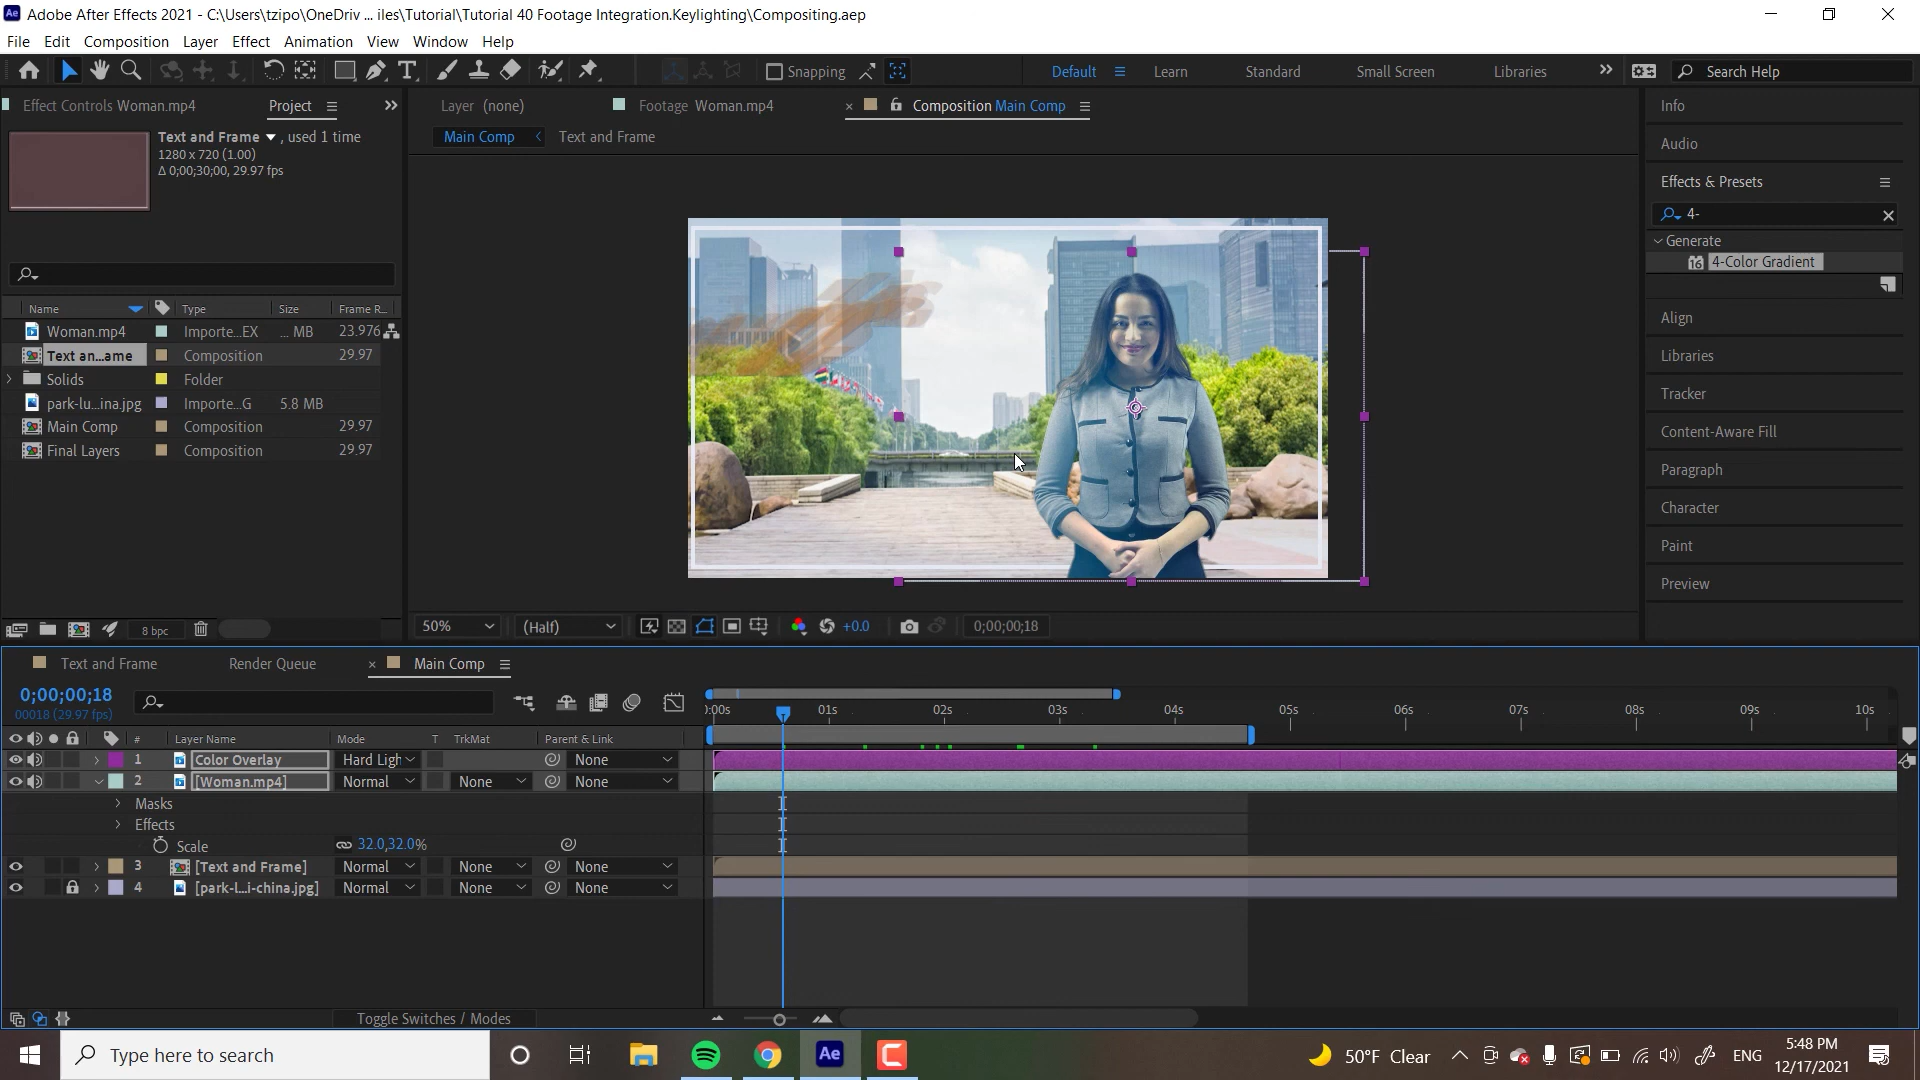 Adobe After Effects 2021 - C:\Users\tzipo\OneDriv ... iles\Tutorial\Tutorial 40 Footage Integration.Keylighting\Compositing.aep
File Edit Composition Layer Effect Animation View Window Help
Snapping Default Learn Standard Small Screen Libraries Search Help
Effect Controls Woman.mp4 Project Layer (none) Footage Woman.mp4 Composition Main Comp Info
Main Comp Text and Frame
Text and Frame , used 1 time
1280 x 720 (1.00)
Δ 0;00;30;00, 29.97 fps
Audio
Effects & Presets
4-
Generate
4-Color Gradient
Align
Libraries
Tracker
Content-Aware Fill
Paragraph
Character
Paint
Preview
Name Type Size Frame R...
Woman.mp4 Importe...EX ... MB 23.976
Text an...ame Composition 29.97
Solids Folder
park-lu...ina.jpg Importe...G 5.8 MB
Main Comp Composition 29.97
Final Layers Composition 29.97
8 bpc
50% (Half) +0.0 0;00;00;18
Text and Frame Render Queue Main Comp
0;00;00;18
00018 (29.97 fps)
):00s 01s 02s 03s 04s 05s 06s 07s 08s 09s 10s
# Layer Name Mode T TrkMat Parent & Link
1 Color Overlay Hard Ligh None
2 [Woman.mp4] Normal None None
Masks
Effects
Scale 32.0,32.0%
3 [Text and Frame] Normal None None
4 [park-l...i-china.jpg] Normal None None
Toggle Switches / Modes
Type here to search
Ae
50°F Clear
ENG
5:48 PM
12/17/2021